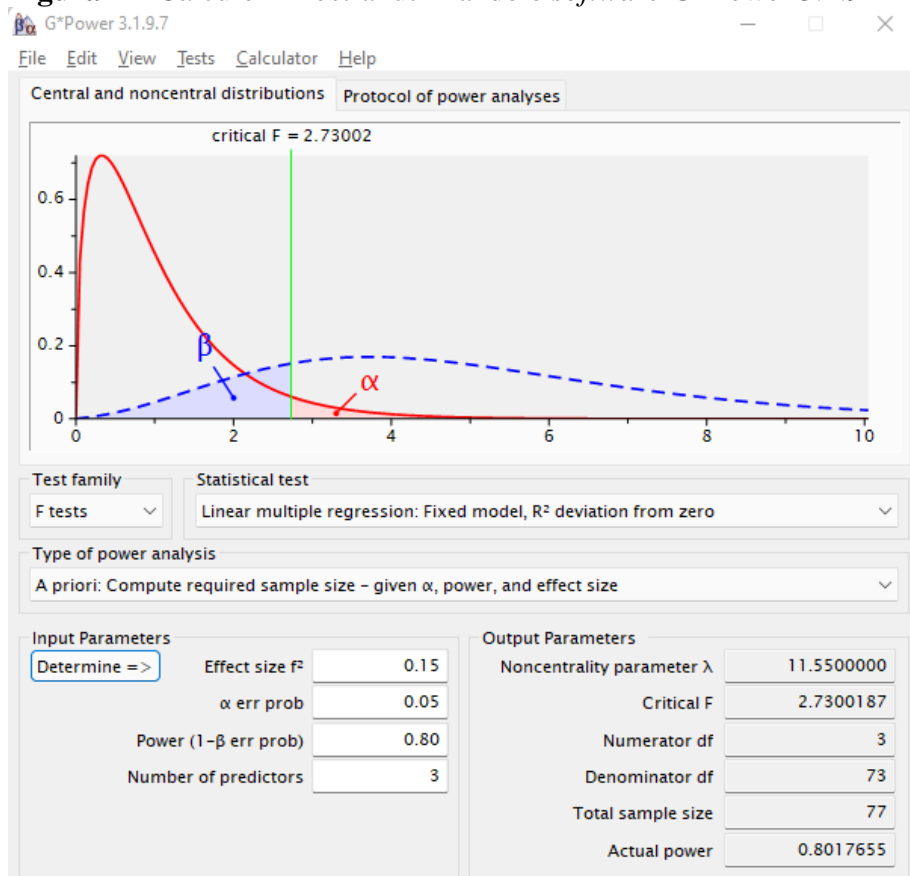 G*Power 3.1.9.7
File Edit View Tests Calculator Help
Central and noncentral distributions Protocol of power analyses
critical F = 2.73002
0.6
0.4
0.2
0
β
α
0 2 4 6 8 10
Test family Statistical test
F tests Linear multiple regression: Fixed model, R² deviation from zero
Type of power analysis
A priori: Compute required sample size – given α, power, and effect size
Input Parameters
Determine =>
Effect size f² 0.15
α err prob 0.05
Power (1-β err prob) 0.80
Number of predictors 3
Output Parameters
Noncentrality parameter λ 11.5500000
Critical F 2.7300187
Numerator df 3
Denominator df 73
Total sample size 77
Actual power 0.8017655